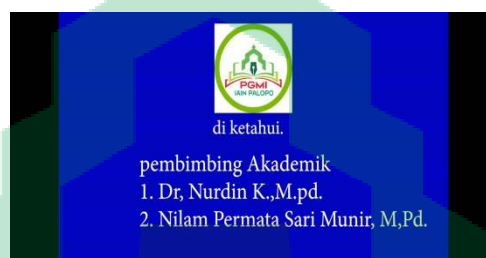 PGMI
IAIN PALOPO
di ketahui.
pembimbing Akademik
1. Dr, Nurdin K.,M.pd.
2. Nilam Permata Sari Munir, M,Pd.